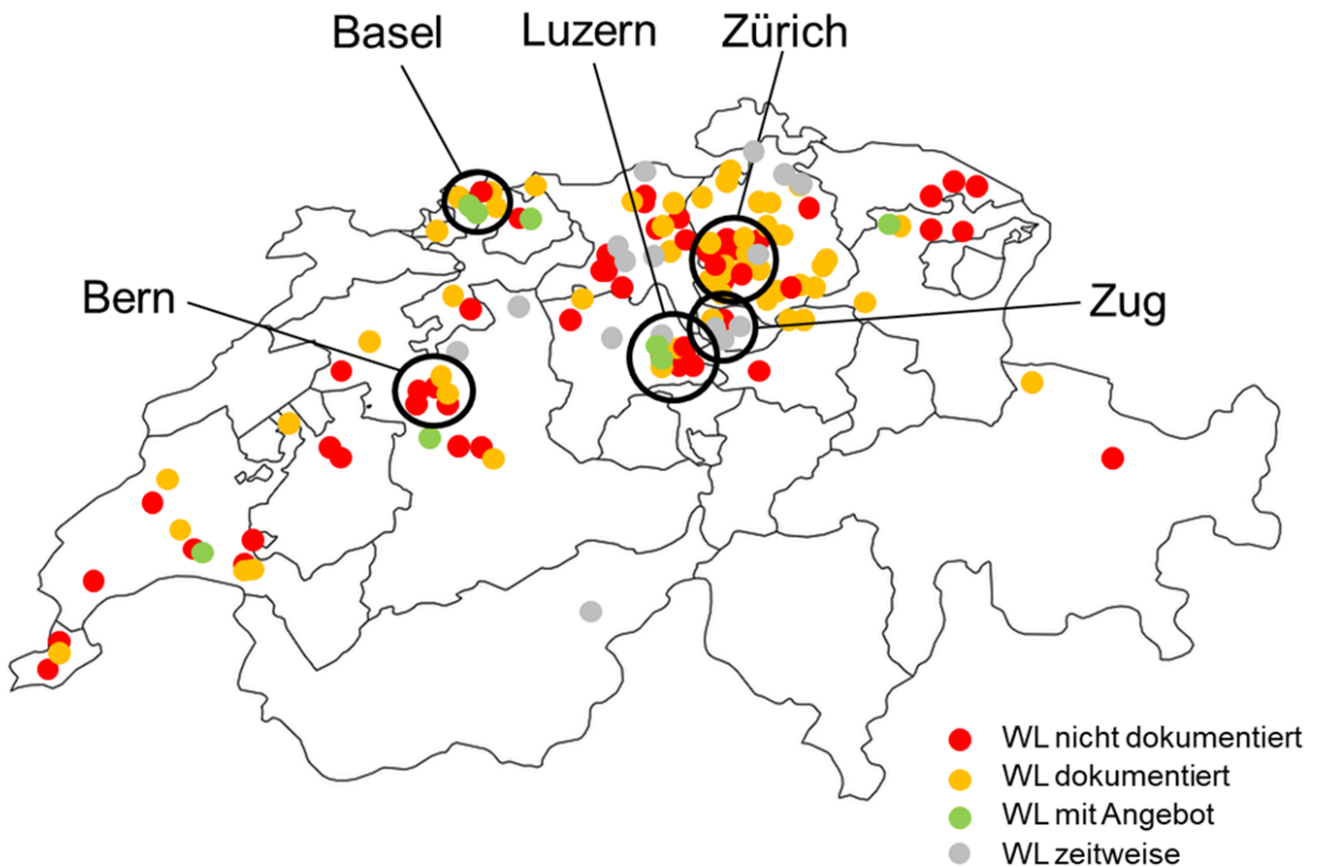 Basel
Luzern
Zürich
Bern
Zug
WL nicht dokumentiert
WL dokumentiert
WL mit Angebot
WL zeitweise